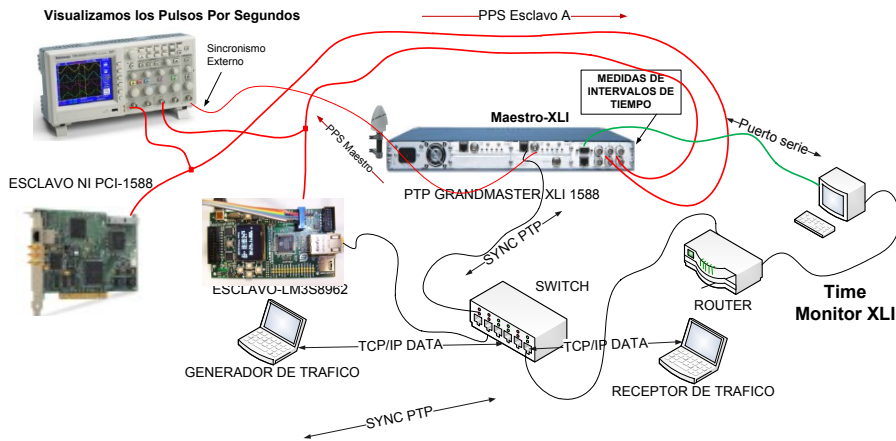 Visualizamos los Pulsos Por Segundos
PPS Esclavo A
Sincronismo
Externo
MEDIDAS DE
INTERVALOS DE
TIEMPO
Maestro-XLI
PPS Maestro
Puerto serie
ESCLAVO NI PCI-1588
PTP GRANDMASTER XLI 1588
SYNC PTP
ESCLAVO-LM3S8962
SWITCH
ROUTER
Time
Monitor XLI
TCP/IP DATA
TCP/IP DATA
GENERADOR DE TRAFICO
RECEPTOR DE TRAFICO
SYNC PTP